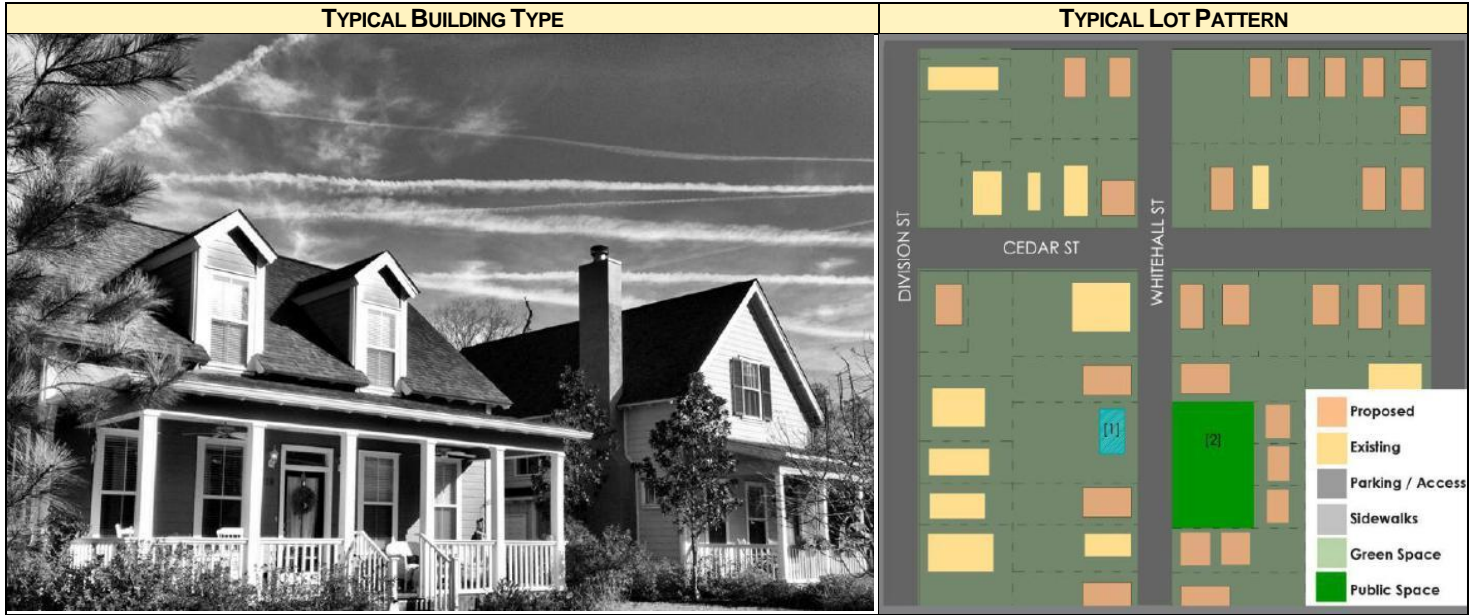 TYPICAL BUILDING TYPE
TYPICAL LOT PATTERN
DIVISION ST
CEDAR ST
WHITEHALL ST
[1]
[2]
Proposed
Existing
Parking / Access
Sidewalks
Green Space
Public Space